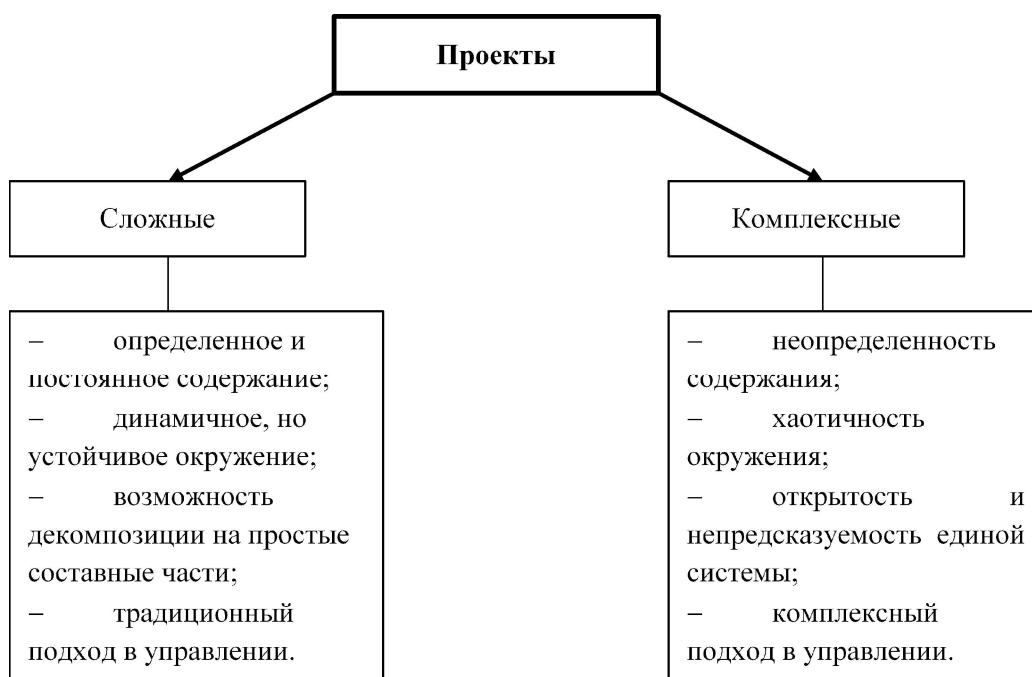 Проекты
Сложные
Комплексные
– определенное и
постоянное содержание;
– динамичное, но
устойчивое окружение;
– возможность
декомпозиции на простые
составные части;
– традиционный
подход в управлении.
– неопределенность
содержания;
– хаотичность
окружения;
– открытость и
непредсказуемость единой
системы;
– комплексный
подход в управлении.